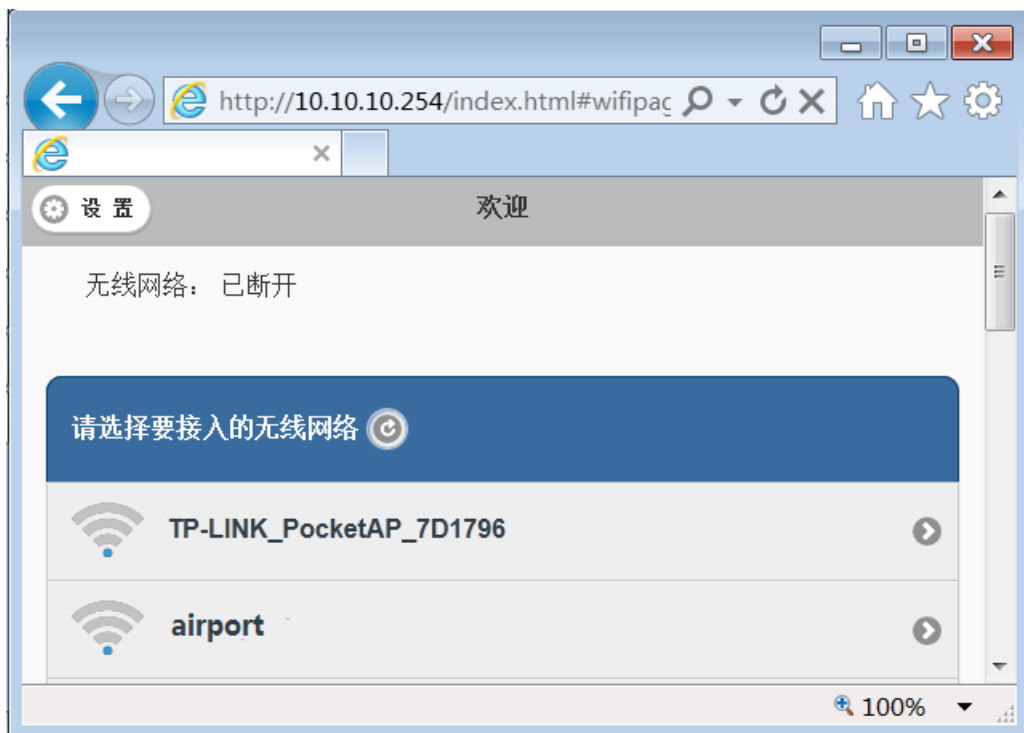 http://10.10.10.254/index.html#wifipag
设置
欢迎
无线网络： 已断开
请选择要接入的无线网络
TP-LINK_PocketAP_7D1796
airport
100%